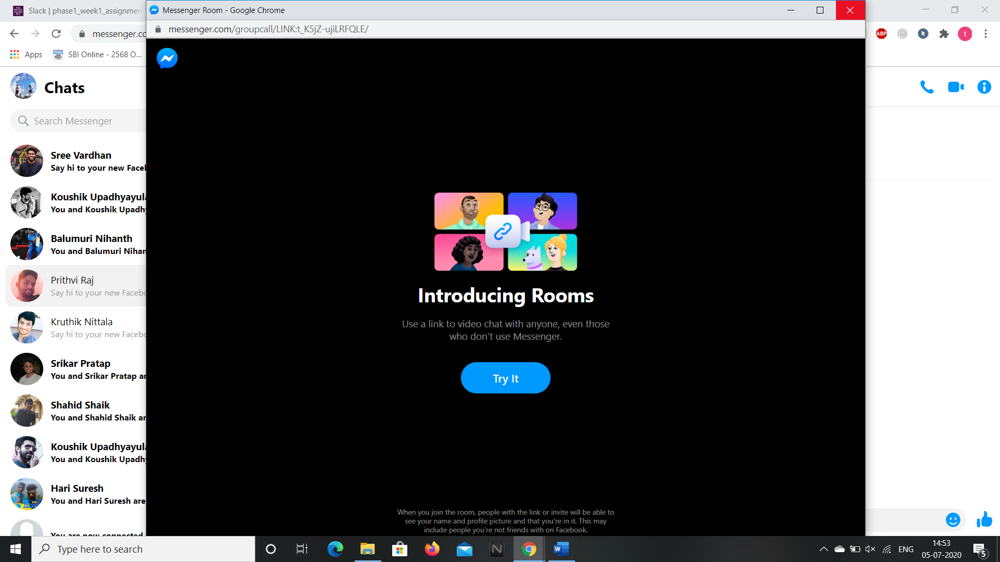 Slack | phase1_week1_assignmen
Messenger Room - Google Chrome
messenger.co
messenger.com/groupcall/LINK:t_K5jZ-ujiLRFQLE/
ABP
t
Apps
SBI Online - 2568 O...
Chats
Search Messenger
Sree Vardhan
Say hi to your new Faceb
Koushik Upadhyayula
You and Koushik Upadhy
Balumuri Nihanth
You and Balumuri Nihan
Prithvi Raj
Say hi to your new Facebo
Kruthik Nittala
Say hi to your new Facebo
Srikar Pratap
You and Srikar Pratap ar
Shahid Shaik
You and Shahid Shaik ar
Koushik Upadhyayula
You and Koushik Upadhy
Hari Suresh
You and Hari Suresh are
You are now connected
Introducing Rooms
Use a link to video chat with anyone, even those
who don't use Messenger.
Try It
When you join the room, people with the link or invite will be able to
see your name and profile picture and that you're in it. This may
include people you're not friends with on Facebook.
Type here to search
ENG
14:53
05-07-2020
5